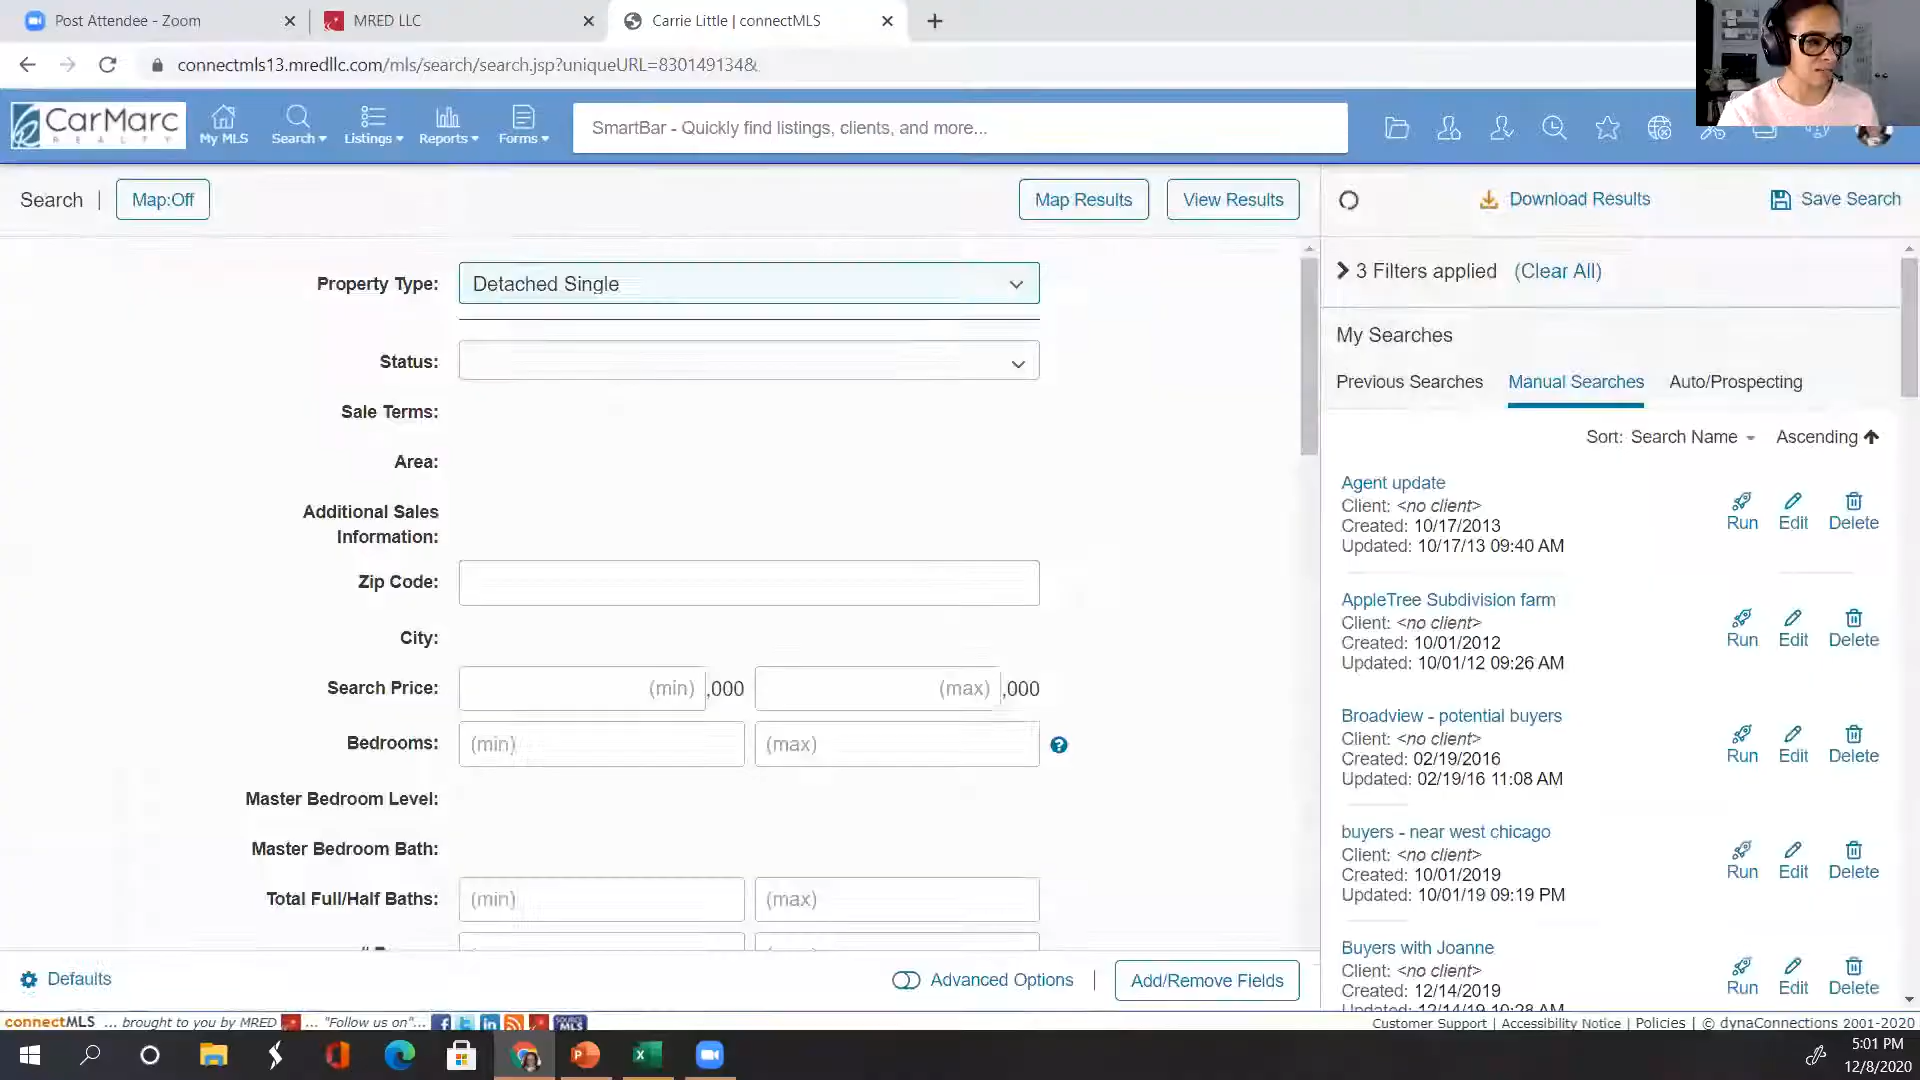 Post Attendee - Zoom
MRED LLC
Carrie Little | connectMLS
connectmls13.mredllc.com/mls/search/search.jsp?uniqueURL=830149134&
CarMarc
REALTY
My MLS
Search
Listings
Reports
Forms
SmartBar - Quickly find listings, clients, and more...
Search |
Map:Off
Map Results
View Results
Download Results
Save Search
Property Type:
Detached Single
3 Filters applied (Clear All)
Status:
Sale Terms:
Area:
Additional Sales
Information:
Zip Code:
City:
Search Price:
(min) ,000
(max) ,000
Bedrooms:
(min)
(max)
?
Master Bedroom Level:
Master Bedroom Bath:
Total Full/Half Baths:
(min)
(max)
My Searches
Previous Searches
Manual Searches
Auto/Prospecting
Sort: Search Name
Ascending
Agent update
Client: <no client>
Created: 10/17/2013
Updated: 10/17/13 09:40 AM
Run
Edit
Delete
AppleTree Subdivision farm
Client: <no client>
Created: 10/01/2012
Updated: 10/01/12 09:26 AM
Run
Edit
Delete
Broadview - potential buyers
Client: <no client>
Created: 02/19/2016
Updated: 02/19/16 11:08 AM
Run
Edit
Delete
buyers - near west chicago
Client: <no client>
Created: 10/01/2019
Updated: 10/01/19 09:19 PM
Run
Edit
Delete
Buyers with Joanne
Client: <no client>
Created: 12/14/2019
Updated: 12/14/19 10:28 AM
Run
Edit
Delete
Defaults
Advanced Options |
Add/Remove Fields
connectMLS ... brought to you by MRED ... "Follow us on"...
Customer Support | Accessibility Notice | Policies | © dynaConnections 2001-2020
5:01 PM
12/8/2020